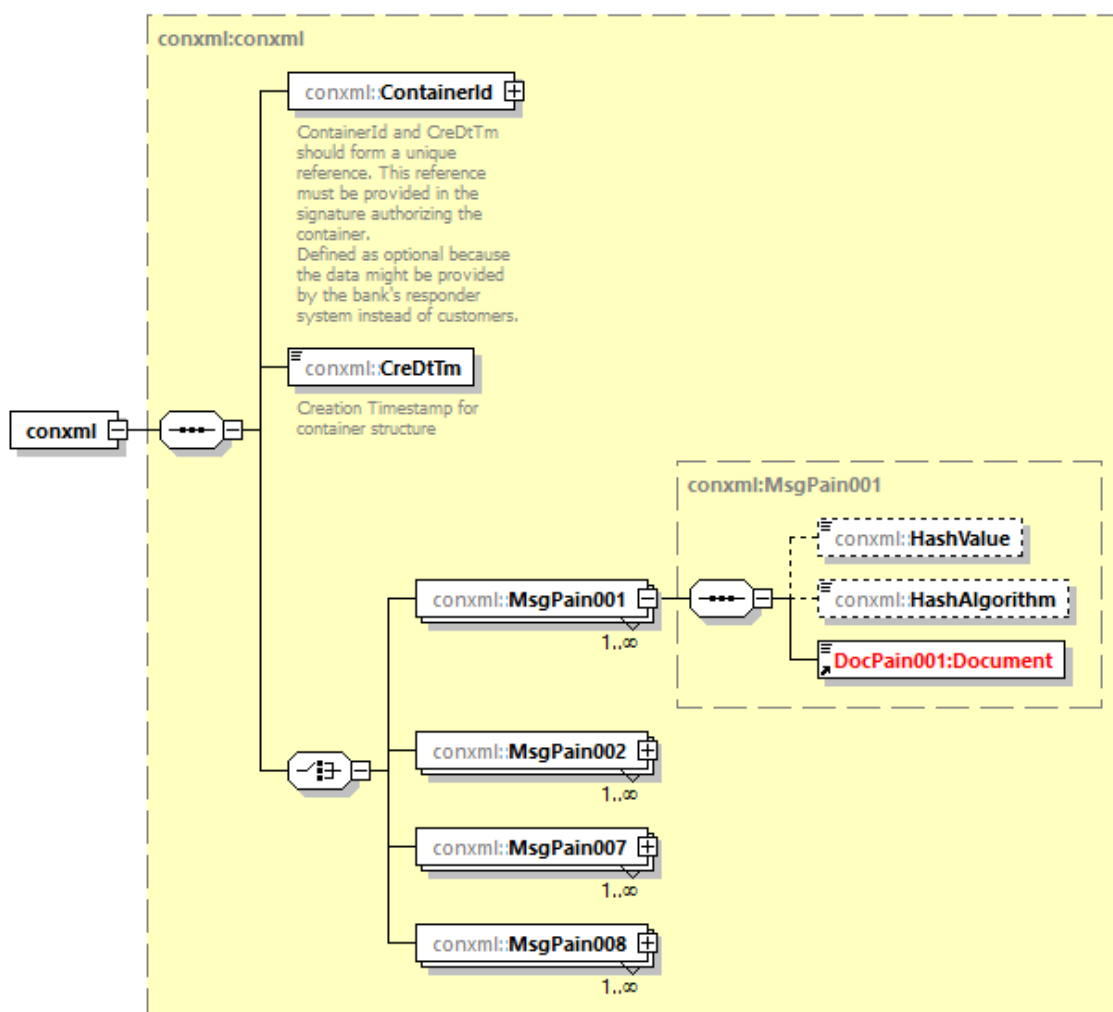 conxml:conxml
conxml::ContainerId
ContainerId and CreDtTm
should form a unique
reference. This reference
must be provided in the
signature authorizing the
container.
Defined as optional because
the data might be provided
by the bank's responder
system instead of customers.
conxml::CreDtTm
Creation Timestamp for
container structure
conxml
conxml:MsgPain001
conxml::HashValue
conxml::MsgPain001
1..∞
conxml::HashAlgorithm
DocPain001:Document
conxml::MsgPain002
1..∞
conxml::MsgPain007
1..∞
conxml::MsgPain008
1..∞